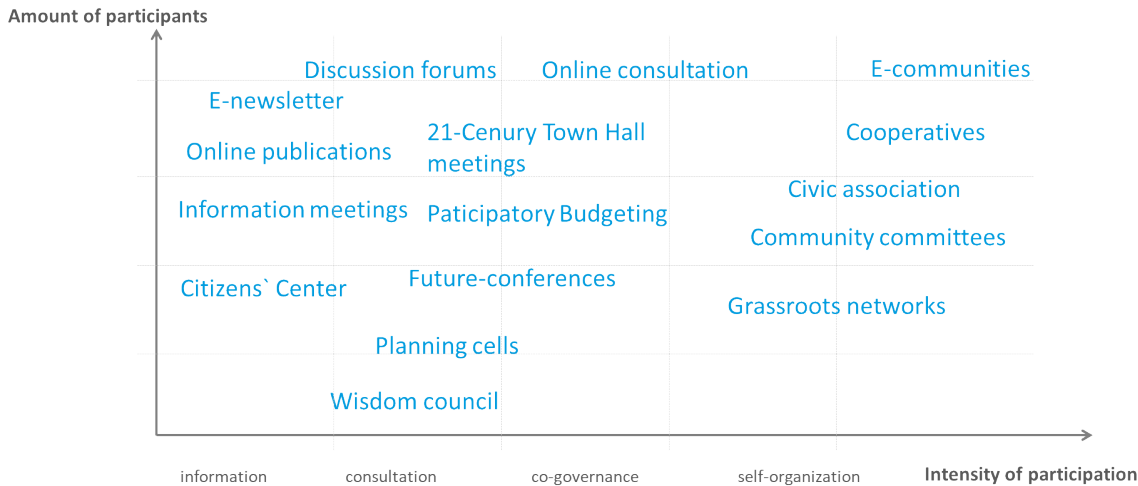 Amount of participants
Discussion forums
Online consultation
E-communities
E-newsletter
21-Cenury Town Hall
meetings
Cooperatives
Online publications
Civic association
Information meetings
Paticipatory Budgeting
Community committees
Future-conferences
Citizens` Center
Grassroots networks
Planning cells
Wisdom council
information
consultation
co-governance
self-organization
Intensity of participation